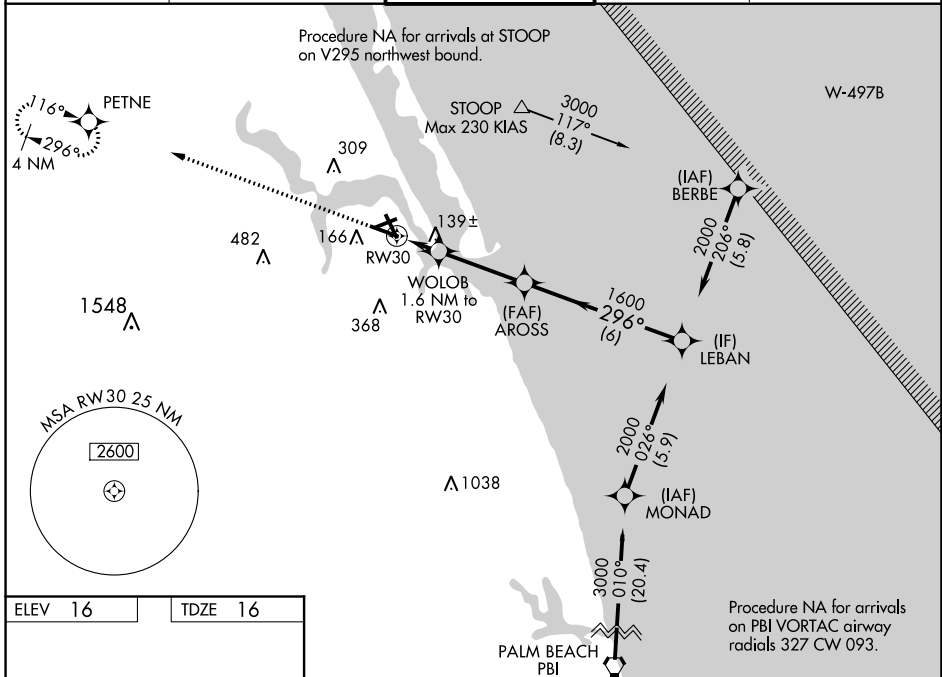 Procedure NA for arrivals at STOOP
on V295 northwest bound.
W-497B
116°
PETNE
296°
4 NM
STOOP
Max 230 KIAS
3000
117°
(8.3)
309
(IAF)
BERBE
2000
206°
(5.8)
482
166
139±
RW30
WOLOB
1.6 NM to
RW30
(FAF)
AROSS
1600
296°
(6)
(IF)
LEBAN
1548
368
MSA RW30 25 NM
2600
2000
026°
(5.9)
1038
(IAF)
MONAD
3000
010°
(20.4)
ELEV 16
TDZE 16
Procedure NA for arrivals
on PBI VORTAC airway
radials 327 CW 093.
PALM BEACH
PBI